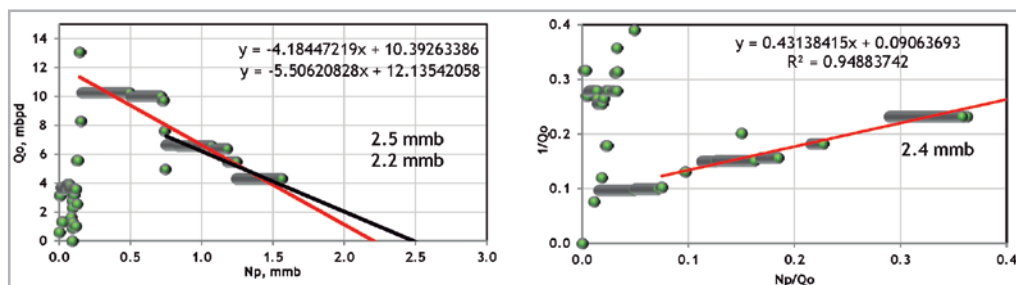 14
12
10
8
6
4
2
0
Qo, mbpd
y = -4.18447219x + 10.39263386
y = -5.50620828x + 12.13542058
2.5 mmb
2.2 mmb
0.0 0.5 1.0 1.5 2.0 2.5 3.0
Np, mmb
0.4
0.3
0.2
0.1
0.0
1/Qo
y = 0.43138415x + 0.09063693
R² = 0.94883742
2.4 mmb
0.0 0.1 0.2 0.3 0.4
Np/Qo